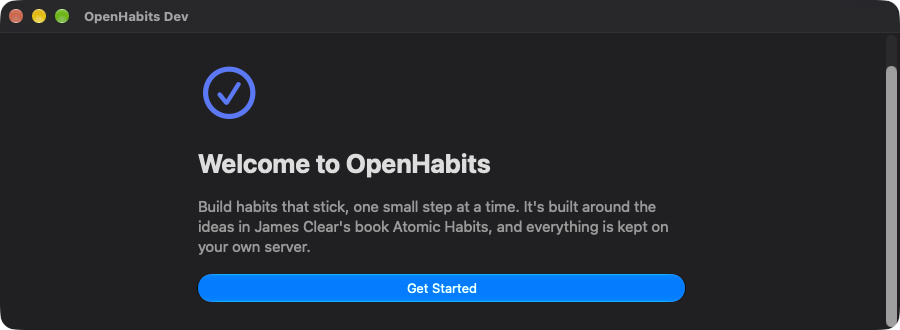 OpenHabits Dev
Welcome to OpenHabits
Build habits that stick, one small step at a time. It's built around the
ideas in James Clear's book Atomic Habits, and everything is kept on
your own server.
Get Started